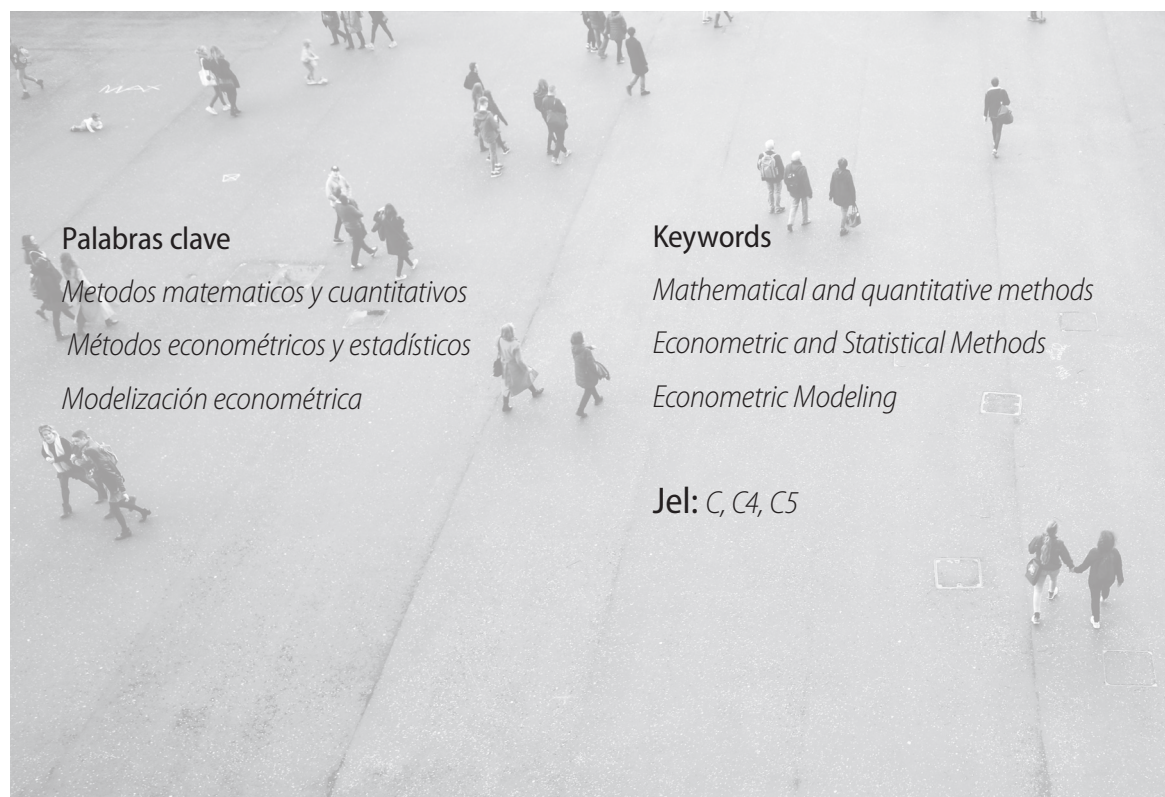 MAX
Palabras clave
Metodos matematicos y cuantitativos
Métodos econométricos y estadísticos
Modelización econométrica
Keywords
Mathematical and quantitative methods
Econometric and Statistical Methods
Econometric Modeling
Jel: C, C4, C5